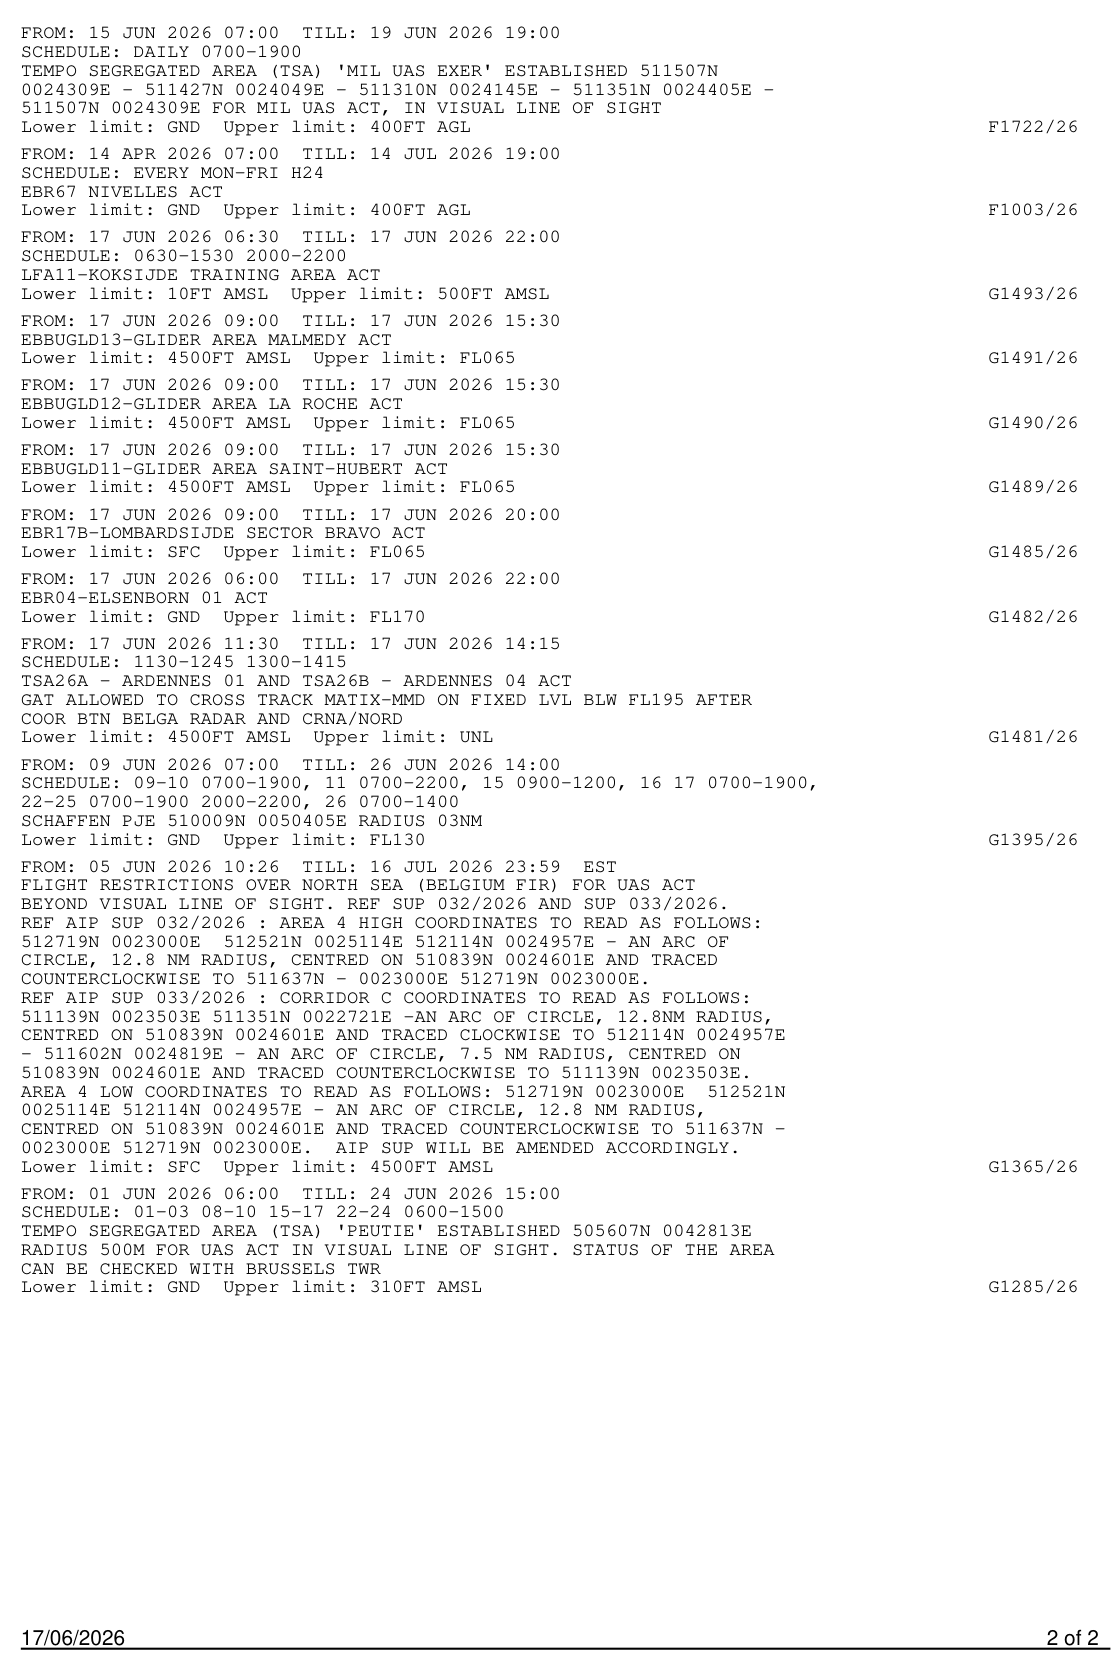 FROM: 15 JUN 2026 07:00  TILL: 19 JUN 2026 19:00
SCHEDULE: DAILY 0700-1900
TEMPO SEGREGATED AREA (TSA) 'MIL UAS EXER' ESTABLISHED 511507N
0024309E - 511427N 0024049E - 511310N 0024145E - 511351N 0024405E -
511507N 0024309E FOR MIL UAS ACT, IN VISUAL LINE OF SIGHT
Lower limit: GND  Upper limit: 400FT AGL F1722/26
FROM: 14 APR 2026 07:00  TILL: 14 JUL 2026 19:00
SCHEDULE: EVERY MON-FRI H24
EBR67 NIVELLES ACT
Lower limit: GND  Upper limit: 400FT AGL F1003/26
FROM: 17 JUN 2026 06:30  TILL: 17 JUN 2026 22:00
SCHEDULE: 0630-1530 2000-2200
LFA11-KOKSIJDE TRAINING AREA ACT
Lower limit: 10FT AMSL  Upper limit: 500FT AMSL G1493/26
FROM: 17 JUN 2026 09:00  TILL: 17 JUN 2026 15:30
EBBUGLD13-GLIDER AREA MALMEDY ACT
Lower limit: 4500FT AMSL  Upper limit: FL065 G1491/26
FROM: 17 JUN 2026 09:00  TILL: 17 JUN 2026 15:30
EBBUGLD12-GLIDER AREA LA ROCHE ACT
Lower limit: 4500FT AMSL  Upper limit: FL065 G1490/26
FROM: 17 JUN 2026 09:00  TILL: 17 JUN 2026 15:30
EBBUGLD11-GLIDER AREA SAINT-HUBERT ACT
Lower limit: 4500FT AMSL  Upper limit: FL065 G1489/26
FROM: 17 JUN 2026 09:00  TILL: 17 JUN 2026 20:00
EBR17B-LOMBARDSIJDE SECTOR BRAVO ACT
Lower limit: SFC  Upper limit: FL065 G1485/26
FROM: 17 JUN 2026 06:00  TILL: 17 JUN 2026 22:00
EBR04-ELSENBORN 01 ACT
Lower limit: GND  Upper limit: FL170 G1482/26
FROM: 17 JUN 2026 11:30  TILL: 17 JUN 2026 14:15
SCHEDULE: 1130-1245 1300-1415
TSA26A - ARDENNES 01 AND TSA26B - ARDENNES 04 ACT
GAT ALLOWED TO CROSS TRACK MATIX-MMD ON FIXED LVL BLW FL195 AFTER
COOR BTN BELGA RADAR AND CRNA/NORD
Lower limit: 4500FT AMSL  Upper limit: UNL G1481/26
FROM: 09 JUN 2026 07:00  TILL: 26 JUN 2026 14:00
SCHEDULE: 09-10 0700-1900, 11 0700-2200, 15 0900-1200, 16 17 0700-1900,
22-25 0700-1900 2000-2200, 26 0700-1400
SCHAFFEN PJE 510009N 0050405E RADIUS 03NM
Lower limit: GND  Upper limit: FL130 G1395/26
FROM: 05 JUN 2026 10:26  TILL: 16 JUL 2026 23:59  EST
FLIGHT RESTRICTIONS OVER NORTH SEA (BELGIUM FIR) FOR UAS ACT
BEYOND VISUAL LINE OF SIGHT. REF SUP 032/2026 AND SUP 033/2026.
REF AIP SUP 032/2026 : AREA 4 HIGH COORDINATES TO READ AS FOLLOWS:
512719N 0023000E  512521N 0025114E 512114N 0024957E - AN ARC OF
CIRCLE, 12.8 NM RADIUS, CENTRED ON 510839N 0024601E AND TRACED
COUNTERCLOCKWISE TO 511637N - 0023000E 512719N 0023000E.
REF AIP SUP 033/2026 : CORRIDOR C COORDINATES TO READ AS FOLLOWS:
511139N 0023503E 511351N 0022721E -AN ARC OF CIRCLE, 12.8NM RADIUS,
CENTRED ON 510839N 0024601E AND TRACED CLOCKWISE TO 512114N 0024957E
- 511602N 0024819E - AN ARC OF CIRCLE, 7.5 NM RADIUS, CENTRED ON
510839N 0024601E AND TRACED COUNTERCLOCKWISE TO 511139N 0023503E.
AREA 4 LOW COORDINATES TO READ AS FOLLOWS: 512719N 0023000E  512521N
0025114E 512114N 0024957E - AN ARC OF CIRCLE, 12.8 NM RADIUS,
CENTRED ON 510839N 0024601E AND TRACED COUNTERCLOCKWISE TO 511637N -
0023000E 512719N 0023000E.  AIP SUP WILL BE AMENDED ACCORDINGLY.
Lower limit: SFC  Upper limit: 4500FT AMSL G1365/26
FROM: 01 JUN 2026 06:00  TILL: 24 JUN 2026 15:00
SCHEDULE: 01-03 08-10 15-17 22-24 0600-1500
TEMPO SEGREGATED AREA (TSA) 'PEUTIE' ESTABLISHED 505607N 0042813E
RADIUS 500M FOR UAS ACT IN VISUAL LINE OF SIGHT. STATUS OF THE AREA
CAN BE CHECKED WITH BRUSSELS TWR
Lower limit: GND  Upper limit: 310FT AMSL G1285/26
17/06/2026 2 of 2